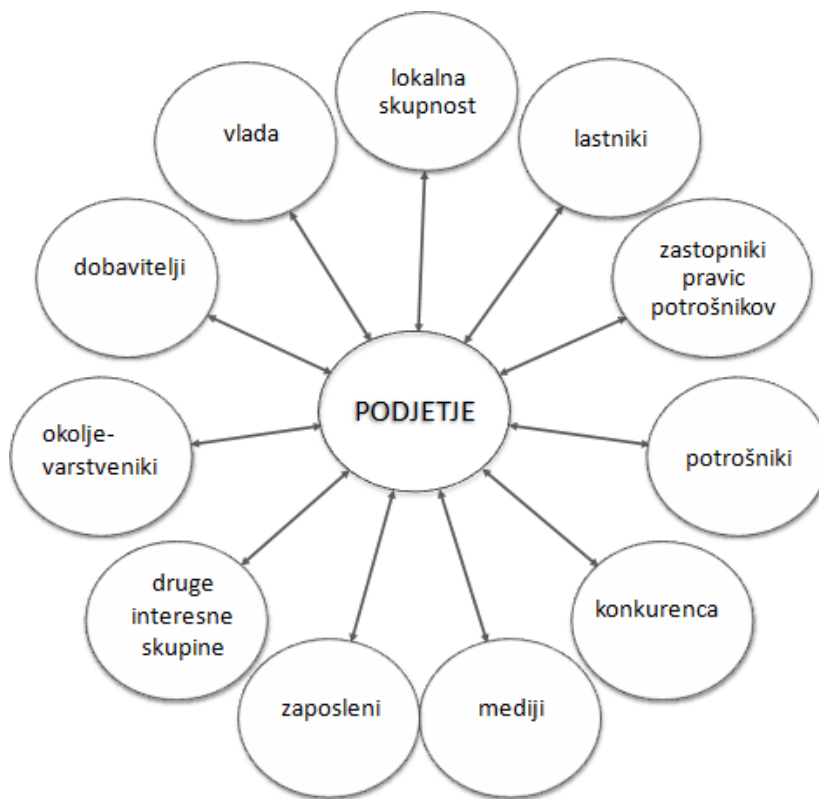 lokalna
skupnost
vlada
lastniki
dobavitelji
zastopniki
pravic
potrošnikov
PODJETJE
okolje-
varstveniki
potrošniki
druge
interesne
skupine
konkurenca
zaposleni
mediji